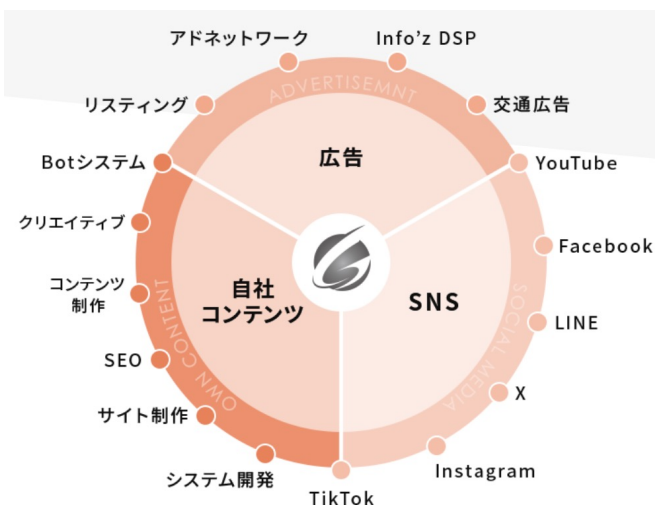 アドネットワーク
Info'z DSP
リスティング
ADVERTISEMNT
交通広告
Botシステム
広告
YouTube
クリエイティブ
Facebook
コンテンツ
制作
自社
コンテンツ
SNS
OWN CONTENT
SOCIAL MEDIA
LINE
SEO
X
サイト制作
Instagram
システム開発
TikTok